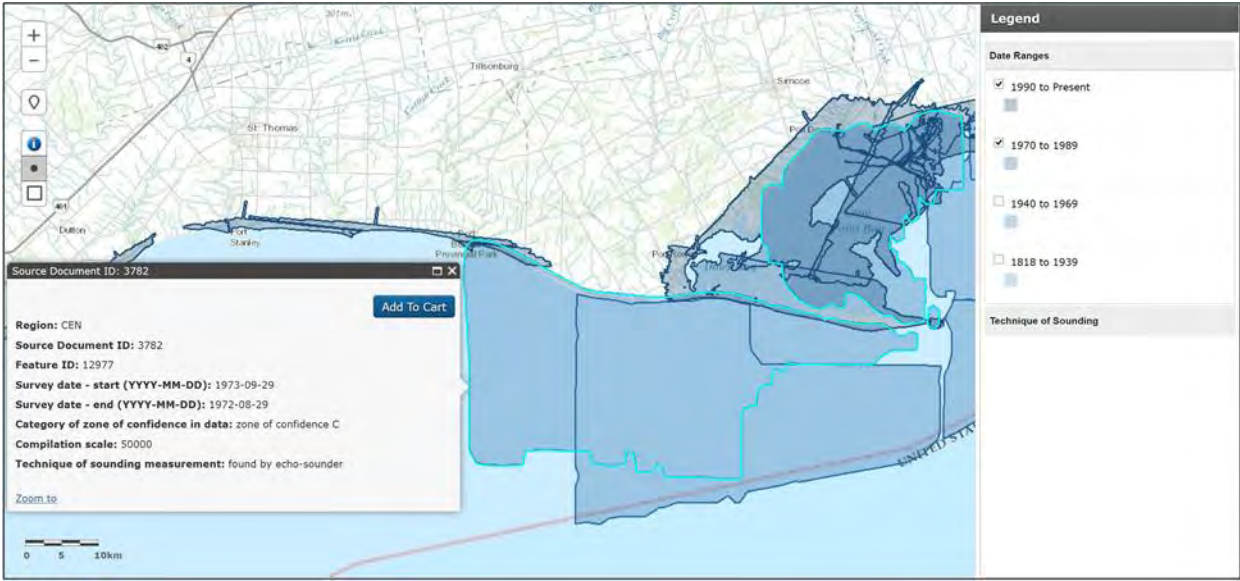 402
4
Tillsonburg
Simcoe
St Thomas
401
Dutton
Port
Stanley
Port
Provincial Park
UNITED STA
Source Document ID: 3782
Add To Cart
Region: CEN
Source Document ID: 3782
Feature ID: 12977
Survey date - start (YYYY-MM-DD): 1973-09-29
Survey date - end (YYYY-MM-DD): 1972-08-29
Category of zone of confidence in data: zone of confidence C
Compilation scale: 50000
Technique of sounding measurement: found by echo-sounder
Zoom to
0 5 10km
Legend
Date Ranges
1990 to Present
1970 to 1989
1940 to 1969
1818 to 1939
Technique of Sounding